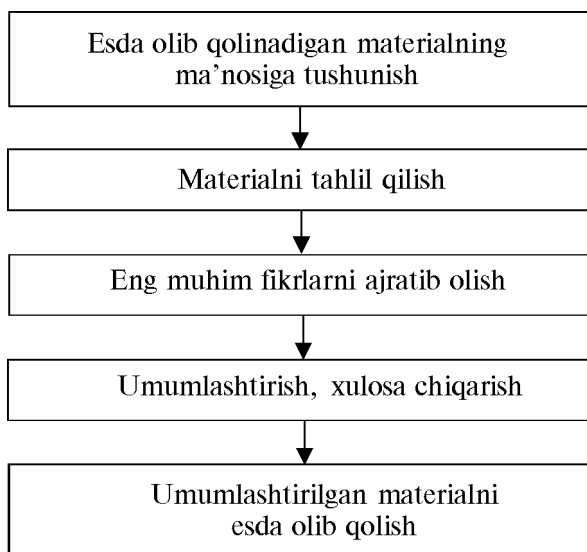 Esda olib qolinadigan materialning
ma’nosiga tushunish
Materialni tahlil qilish
Eng muhim fikrlarni ajratib olish
Umumlashtirish, xulosa chiqarish
Umumlashtirilgan materialni
esda olib qolish